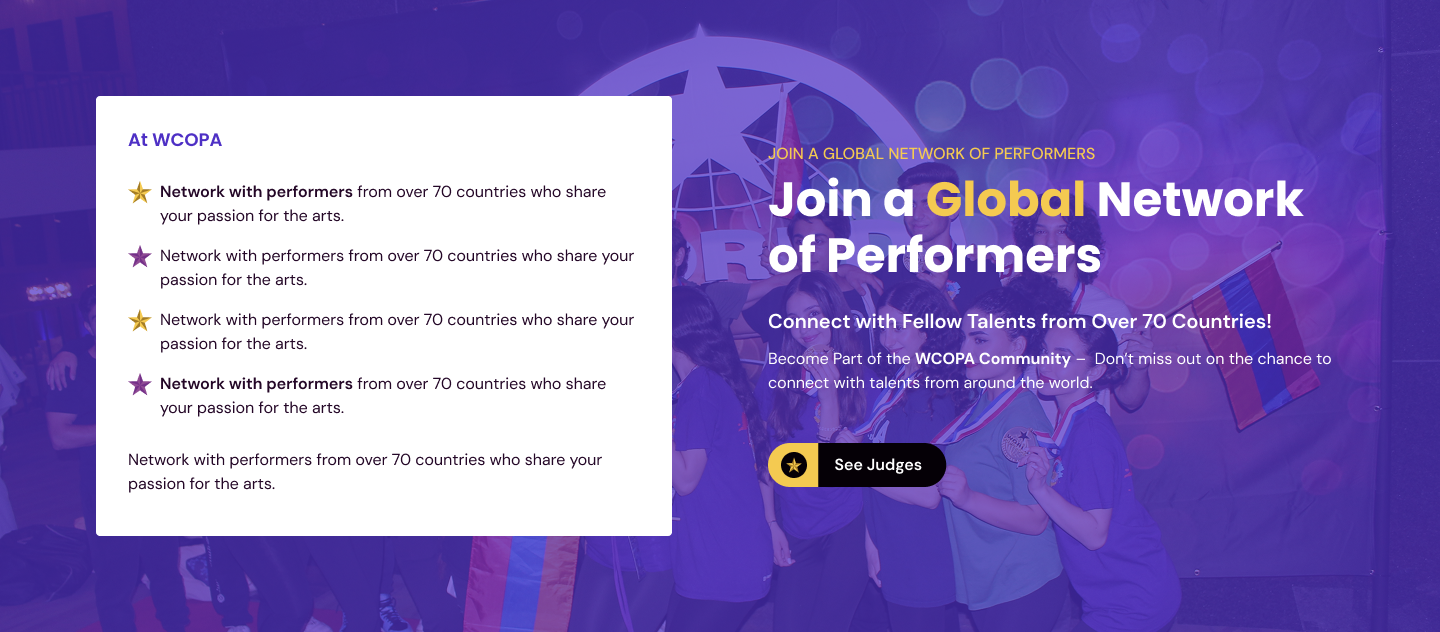 At WCOPA
Network with performers from over 70 countries who share
your passion for the arts.
Network with performers from over 70 countries who share your
passion for the arts.
Network with performers from over 70 countries who share your
passion for the arts.
Network with performers from over 70 countries who share
your passion for the arts.
Network with performers from over 70 countries who share your
passion for the arts.
JOIN A GLOBAL NETWORK OF PERFORMERS
Join a Global Network
of Performers
Connect with Fellow Talents from Over 70 Countries!
Become Part of the WCOPA Community – Don’t miss out on the chance to
connect with talents from around the world.
See Judges